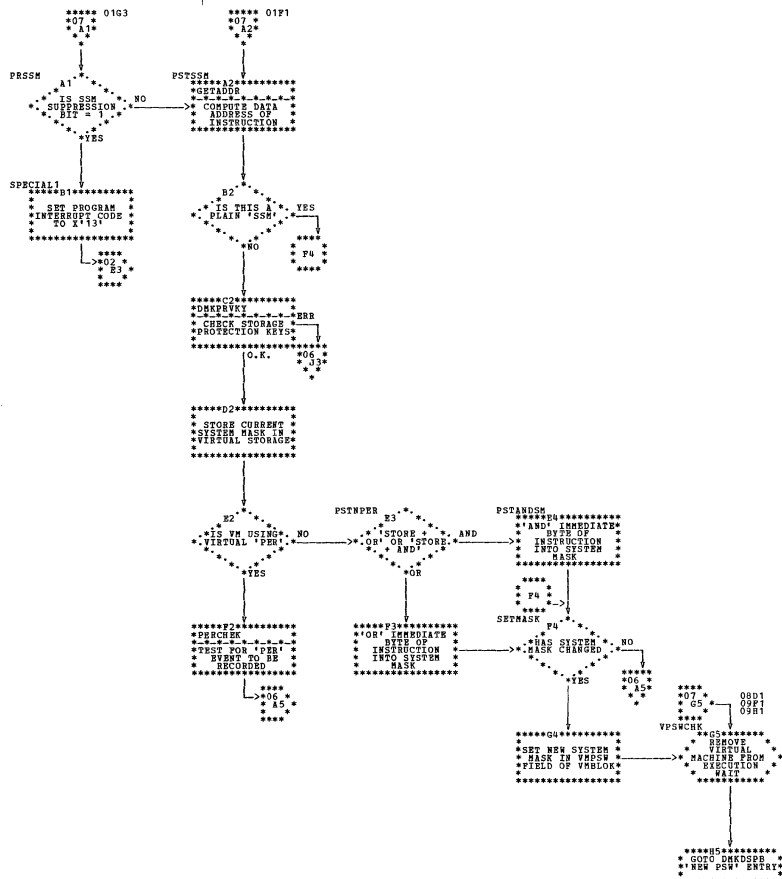 01G3
07
A1
01F1
07
A2
PRSSM
A1
IS SSM
SUPPRESSION
BIT = 1
NO
YES
PSTSSM
A2
GETADDR
COMPUTE DATA
ADDRESS OF
INSTRUCTION
SPECIAL1
B1
SET PROGRAM
INTERRUPT CODE
TO X'13'
02
E3
B2
IS THIS A
PLAIN 'SSM'
YES
NO
F4
C2
DMKPRVKY
CHECK STORAGE
PROTECTION KEYS
ERR
O.K.
06
J3
D2
STORE CURRENT
SYSTEM MASK IN
VIRTUAL STORAGE
E2
IS VM USING
VIRTUAL 'PER'
NO
YES
PSTNPER
E3
'STORE +
OR' OR 'STORE
+ AND'
AND
OR
PSTANDSM
E4
'AND' IMMEDIATE
BYTE OF
INSTRUCTION
INTO SYSTEM
MASK
F4
F2
PERCHEK
TEST FOR 'PER'
EVENT TO BE
RECORDED
06
A5
F3
'OR' IMMEDIATE
BYTE OF
INSTRUCTION
INTO SYSTEM
MASK
SETMASK
F4
HAS SYSTEM
MASK CHANGED
NO
YES
06
A5
G4
SET NEW SYSTEM
MASK IN VMPSW
FIELD OF VMBLOK
07
G5
08D1
09F1
09H1
VPSWCHK
G5
REMOVE
VIRTUAL
MACHINE FROM
EXECUTION
WAIT
H5
GOTO DMKDSPB
'NEW PSW' ENTRY